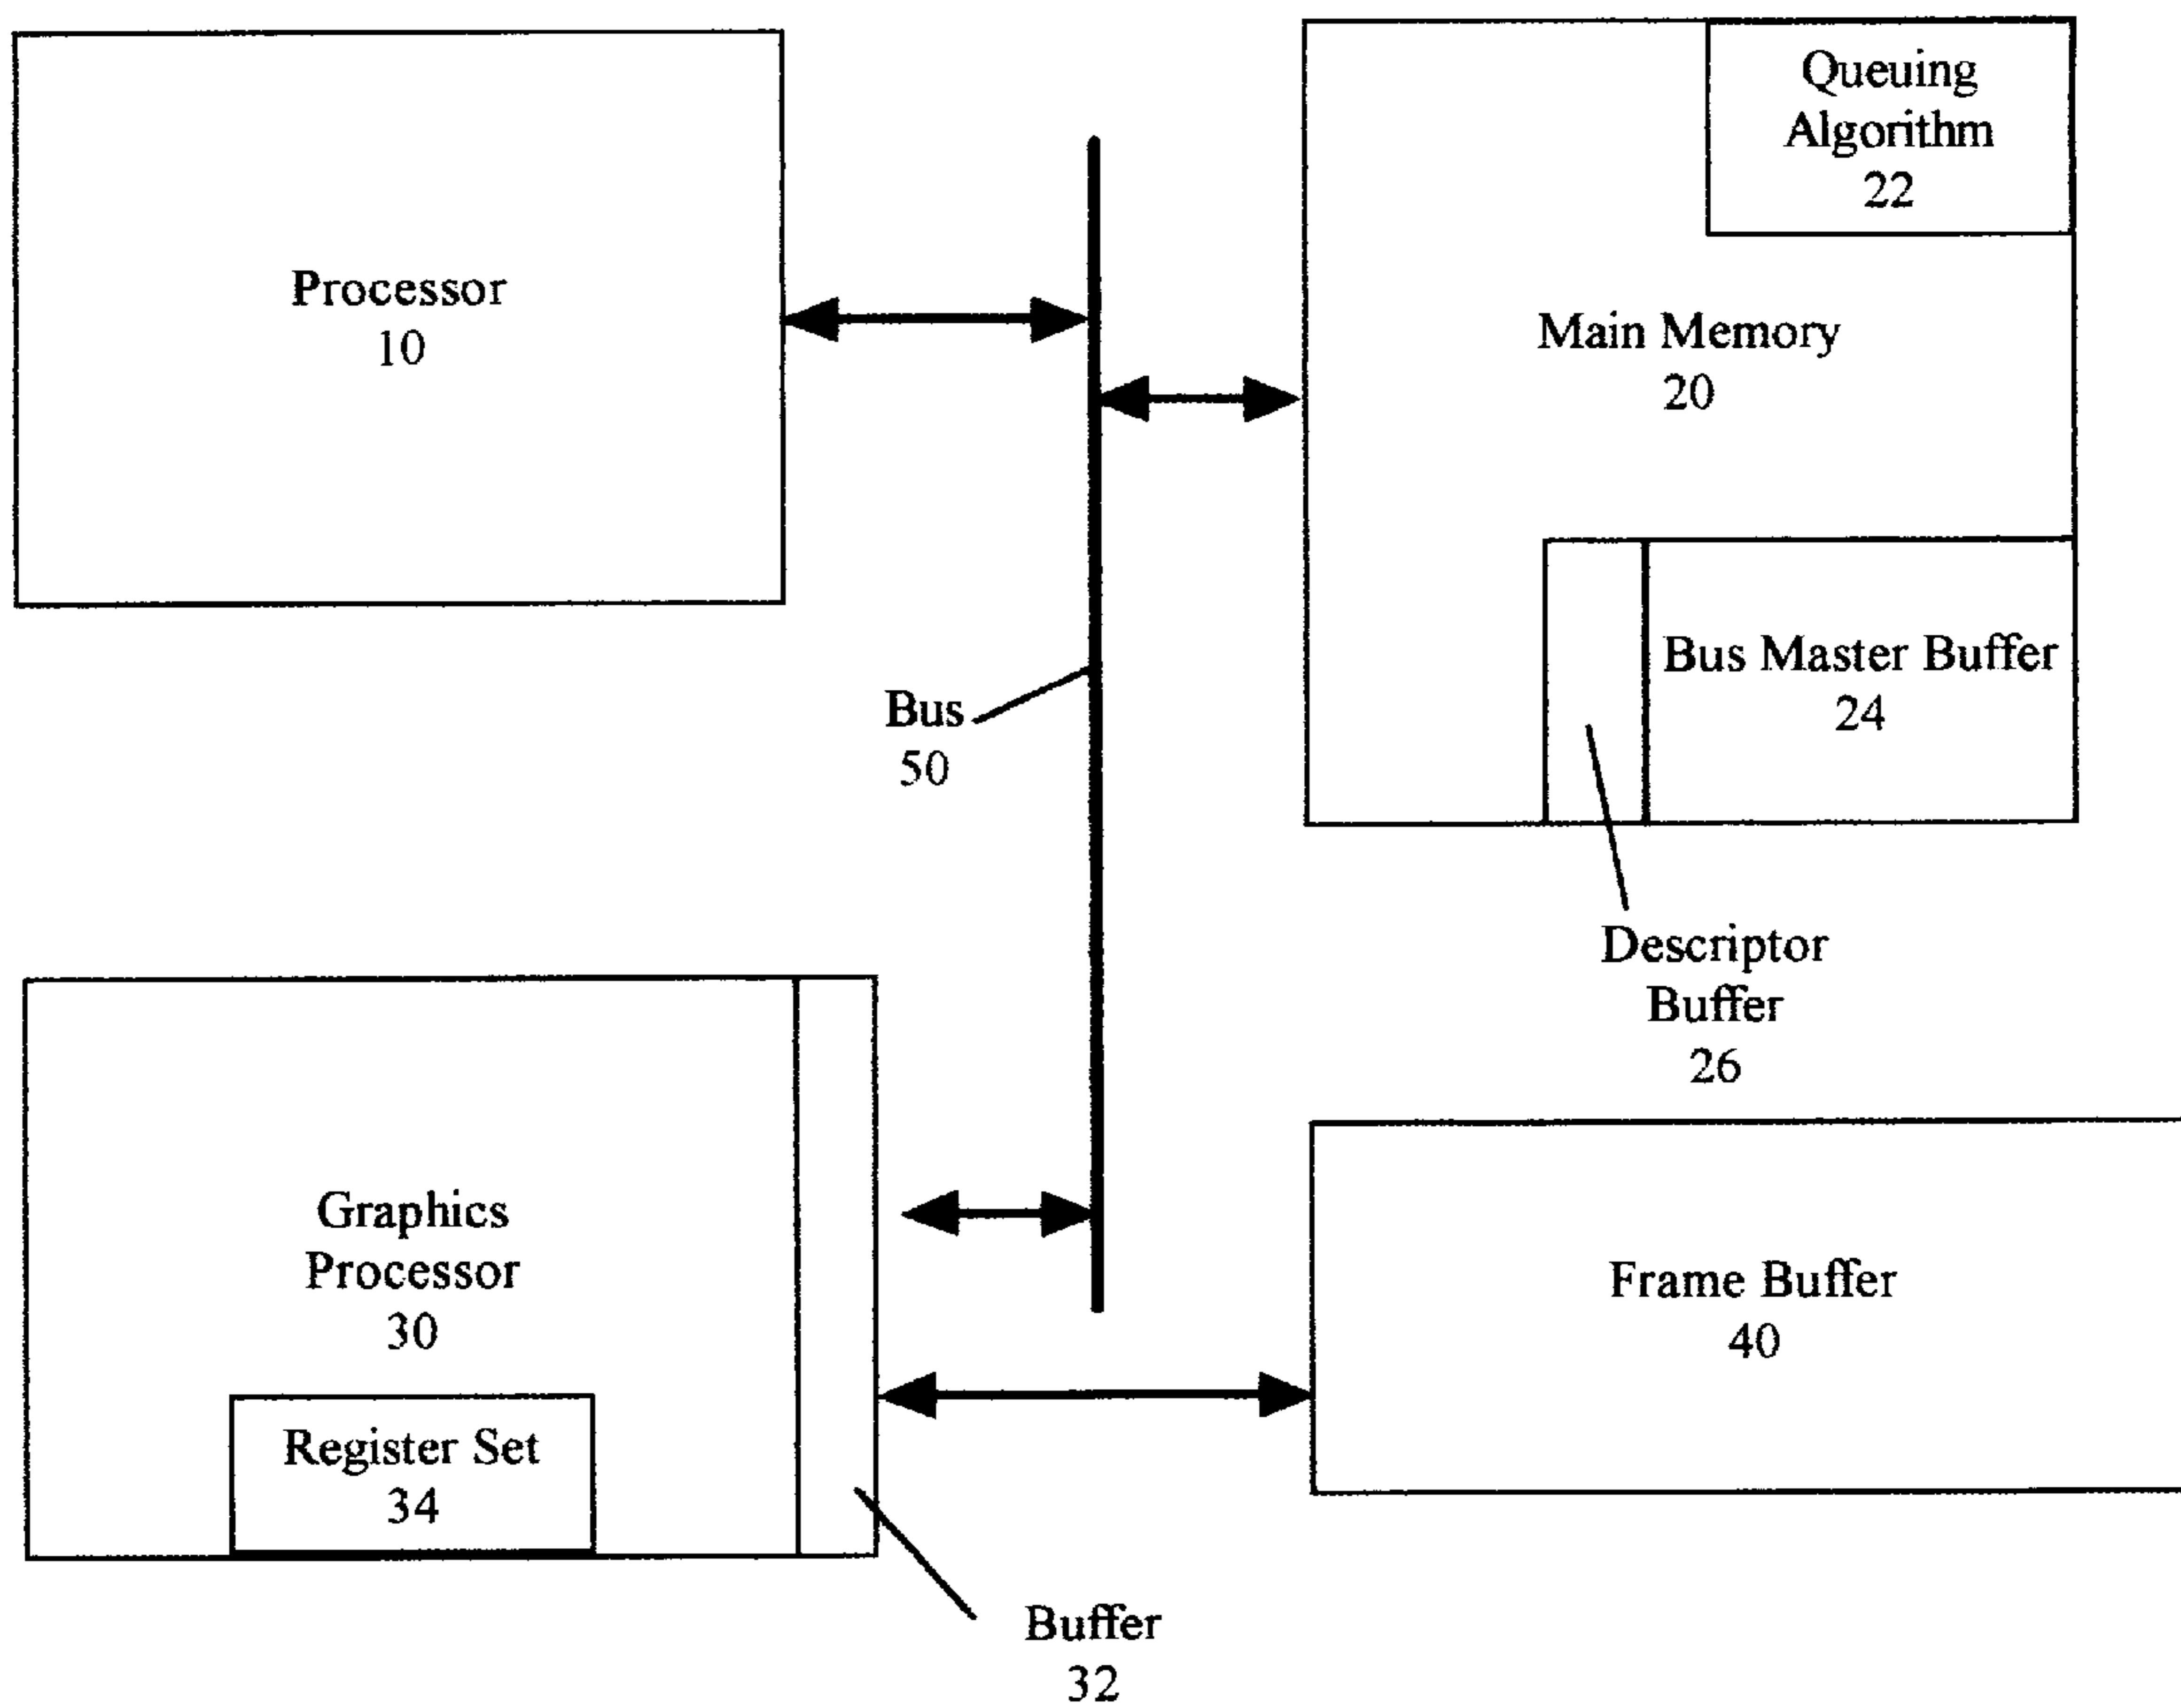 Queuing
Algorithm
22
Processor
10
Main Memory
20
Bus Master Buffer
24
Bus
50
Descriptor
Buffer
26
Graphics
Processor
30
Frame Buffer
40
Register Set
34
Buffer
32